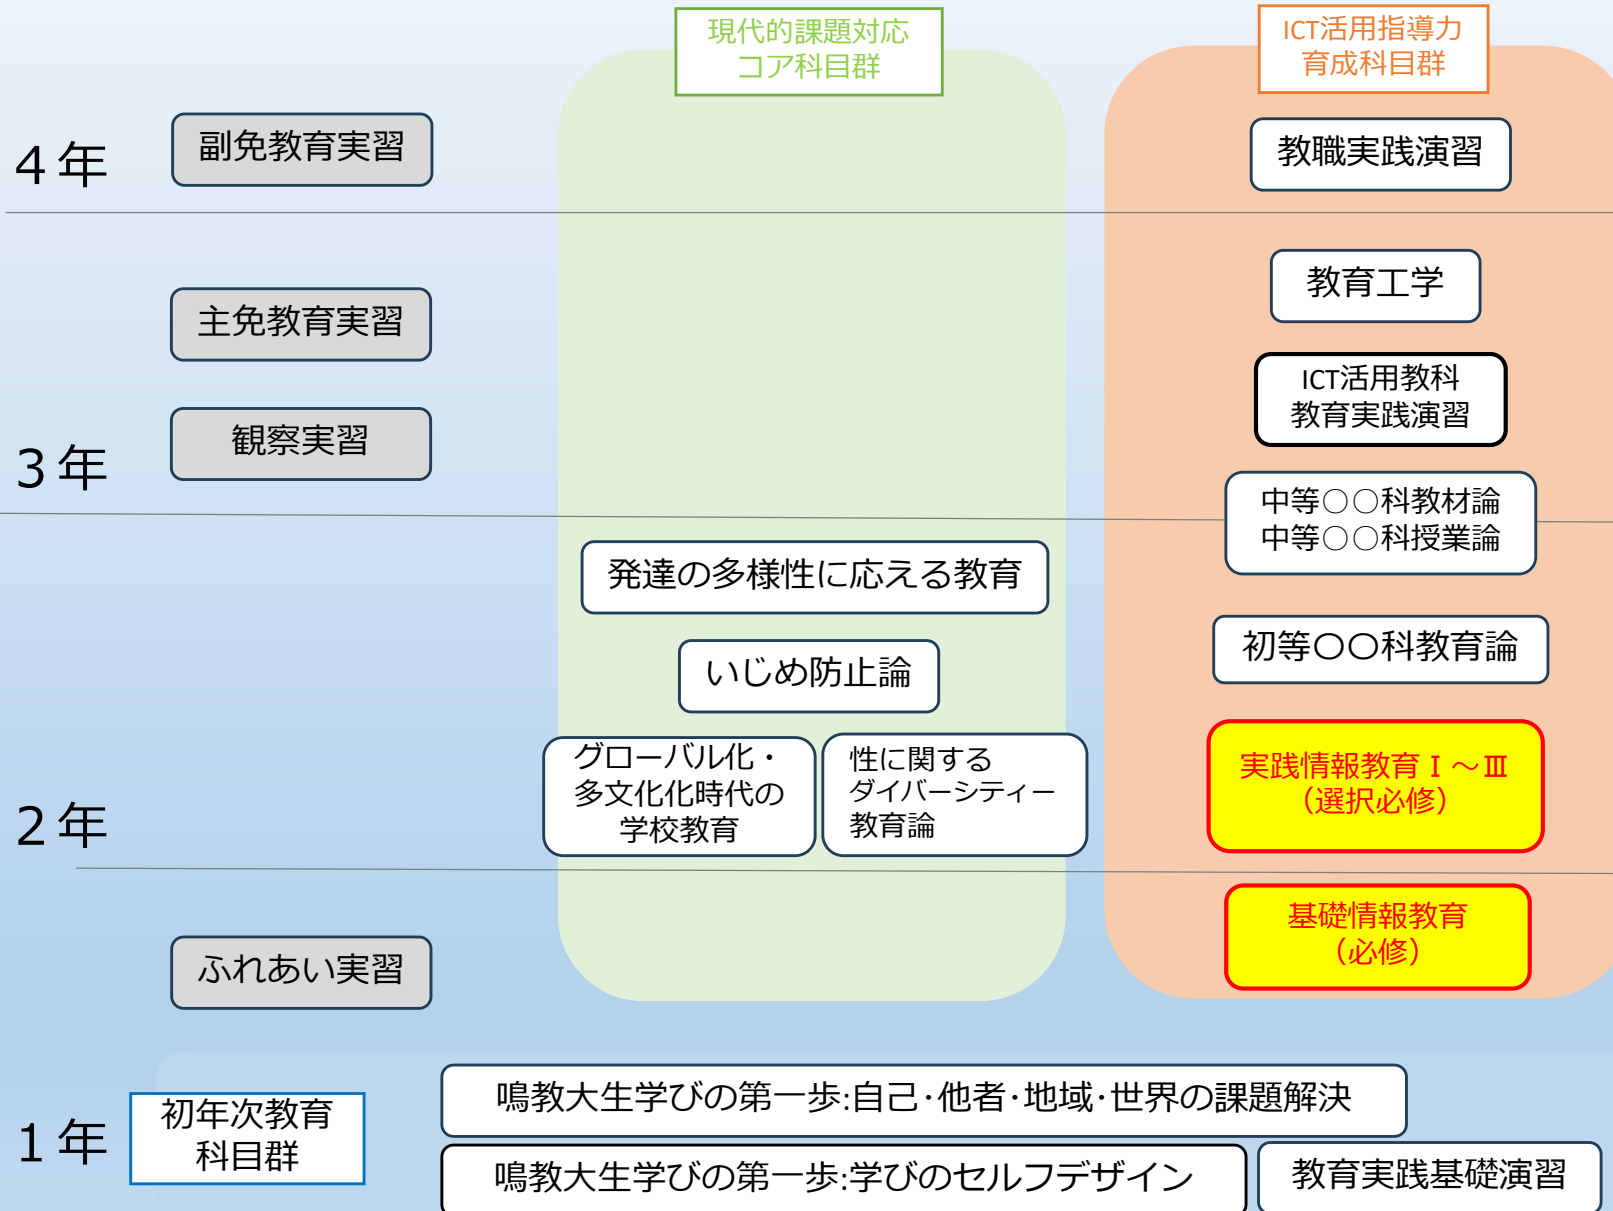 現代的課題対応
コア科目群
ICT活用指導力
育成科目群
４年
副免教育実習
教職実践演習
教育工学
主免教育実習
ICT活用教科
教育実践演習
観察実習
３年
中等○○科教材論
中等○○科授業論
発達の多様性に応える教育
初等〇〇科教育論
いじめ防止論
グローバル化・
多文化化時代の
学校教育
性に関する
ダイバーシティー
教育論
実践情報教育Ⅰ～Ⅲ
（選択必修）
２年
基礎情報教育
（必修）
ふれあい実習
１年
初年次教育
科目群
鳴教大生学びの第一歩:自己･他者･地域･世界の課題解決
鳴教大生学びの第一歩:学びのセルフデザイン
教育実践基礎演習